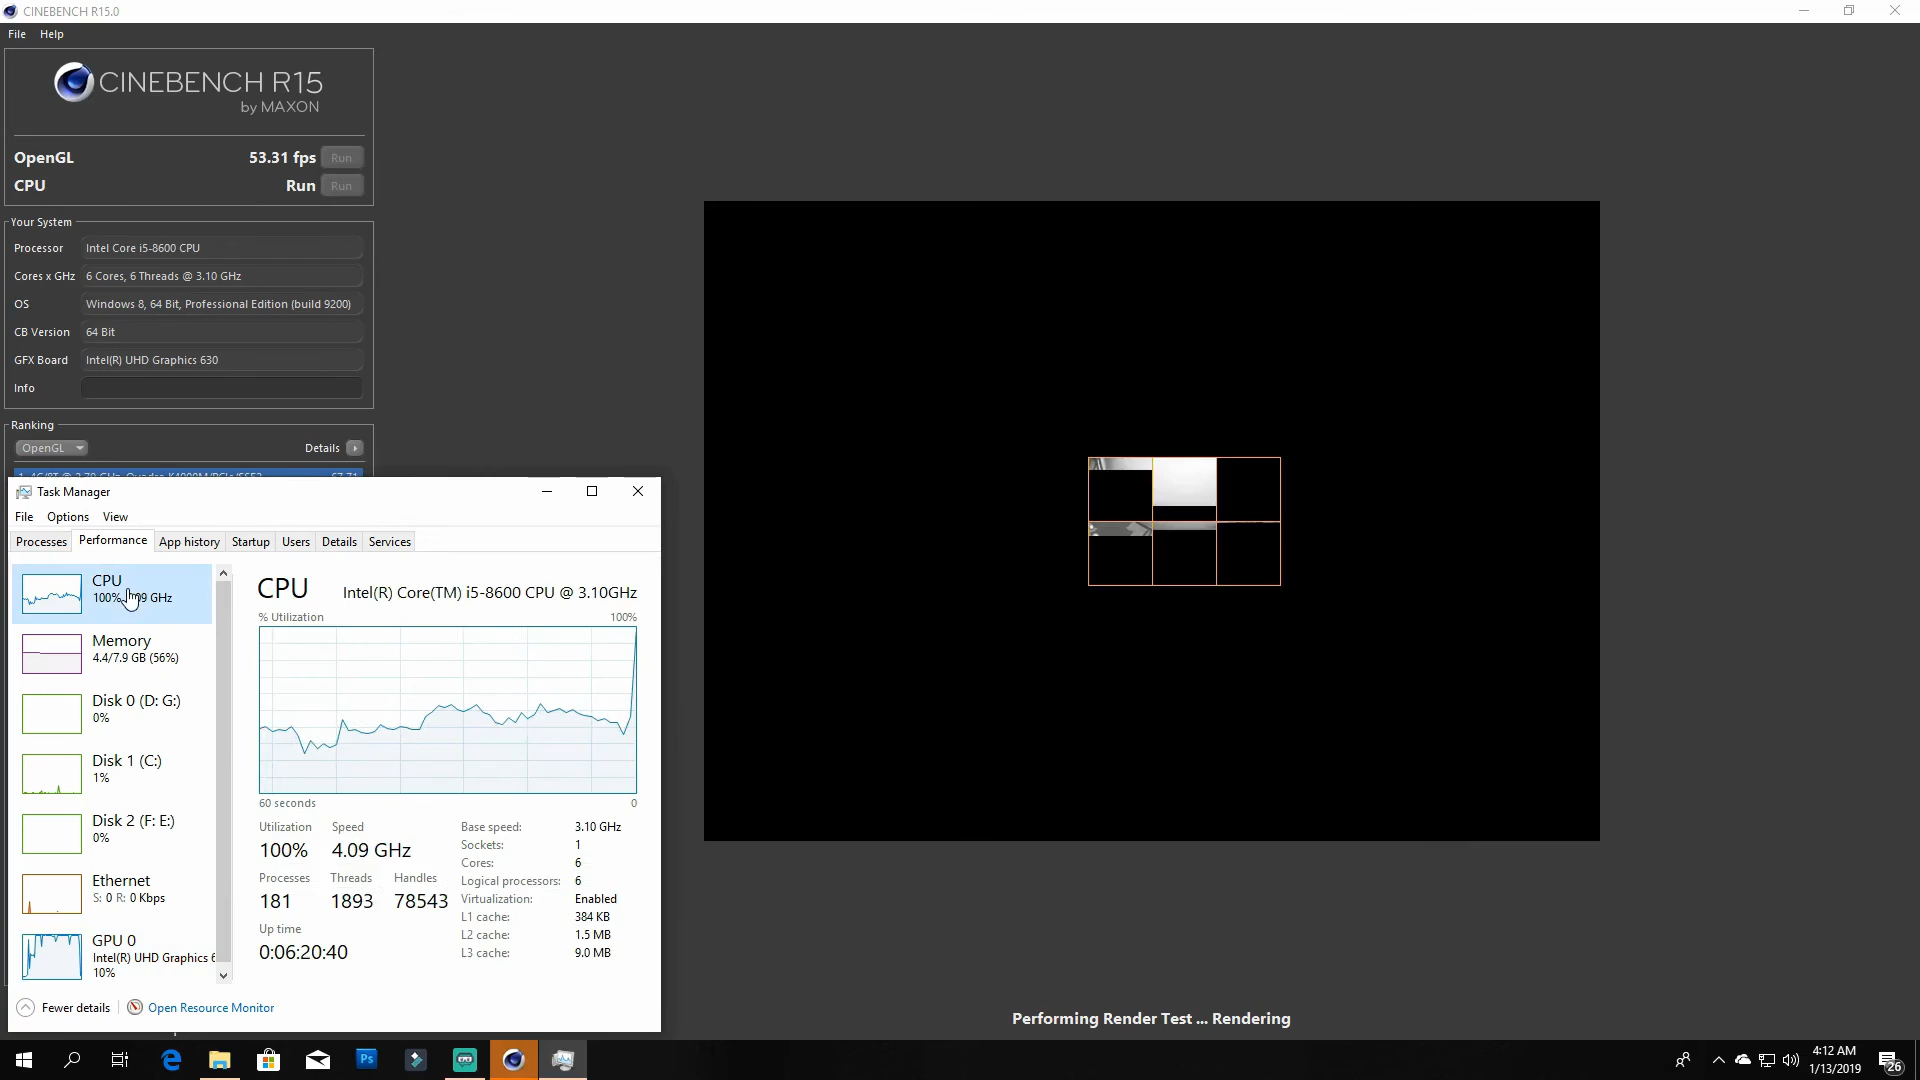 CINEBENCH R15.0
File Help
CINEBENCH R15
by MAXON
OpenGL 53.31 fps Run
CPU Run Run
Your System
Processor Intel Core i5-8600 CPU
Cores x GHz 6 Cores, 6 Threads @ 3.10 GHz
OS Windows 8, 64 Bit, Professional Edition (build 9200)
CB Version 64 Bit
GFX Board Intel(R) UHD Graphics 630
Info
Ranking
OpenGL Details
Task Manager
File Options View
Processes Performance App history Startup Users Details Services
CPU
100% GHz
Memory
4.4/7.9 GB (56%)
Disk 0 (D: G:)
0%
Disk 1 (C:)
1%
Disk 2 (F: E:)
0%
Ethernet
S: 0 R: 0 Kbps
GPU 0
Intel(R) UHD Graphics 6
10%
CPU Intel(R) Core(TM) i5-8600 CPU @ 3.10GHz
% Utilization 100%
60 seconds 0
Utilization Speed
100% 4.09 GHz
Processes Threads Handles
181 1893 78543
Up time
0:06:20:40
Base speed: 3.10 GHz
Sockets: 1
Cores: 6
Logical processors: 6
Virtualization: Enabled
L1 cache: 384 KB
L2 cache: 1.5 MB
L3 cache: 9.0 MB
Fewer details Open Resource Monitor
Performing Render Test ... Rendering
Ps
4:12 AM
1/13/2019
26